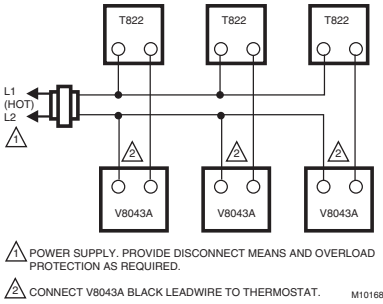 T822 T822 T822
L1
(HOT)
L2
1
2 2 2
V8043A V8043A V8043A
1 POWER SUPPLY. PROVIDE DISCONNECT MEANS AND OVERLOAD
PROTECTION AS REQUIRED.
2 CONNECT V8043A BLACK LEADWIRE TO THERMOSTAT. M10168